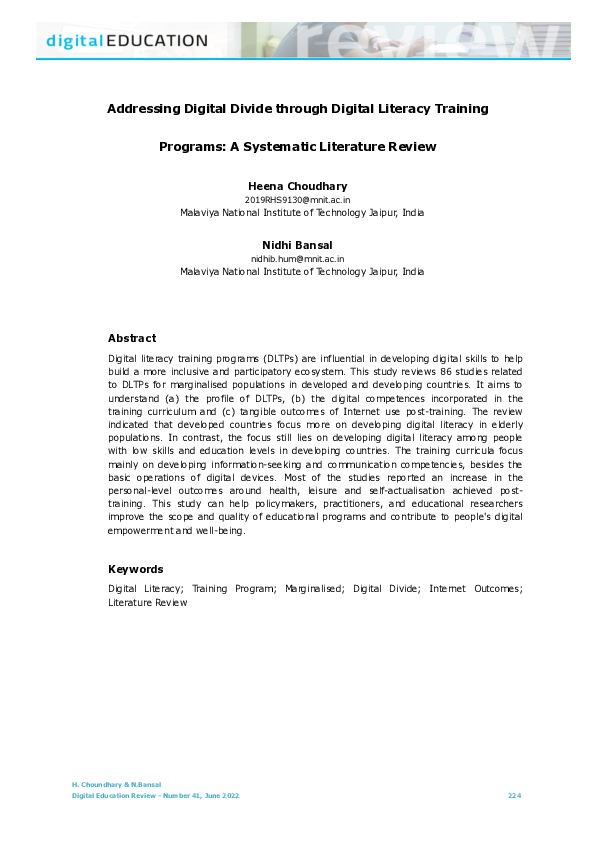 digitalEDUCATION review
Addressing Digital Divide through Digital Literacy Training
Programs: A Systematic Literature Review
Heena Choudhary
2019RHS9130@mnit.ac.in
Malaviya National Institute of Technology Jaipur, India
Nidhi Bansal
nidhib.hum@mnit.ac.in
Malaviya National Institute of Technology Jaipur, India
Abstract
Digital literacy training programs (DLTPs) are influential in developing digital skills to help
build a more inclusive and participatory ecosystem. This study reviews 86 studies related
to DLTPs for marginalised populations in developed and developing countries. It aims to
understand (a) the profile of DLTPs, (b) the digital competences incorporated in the
training curriculum and (c) tangible outcomes of Internet use post-training. The review
indicated that developed countries focus more on developing digital literacy in elderly
populations. In contrast, the focus still lies on developing digital literacy among people
with low skills and education levels in developing countries. The training curricula focus
mainly on developing information-seeking and communication competencies, besides the
basic operations of digital devices. Most of the studies reported an increase in the
personal-level outcomes around health, leisure and self-actualisation achieved post-
training. This study can help policymakers, practitioners, and educational researchers
improve the scope and quality of educational programs and contribute to people's digital
empowerment and well-being.
Keywords
Digital Literacy; Training Program; Marginalised; Digital Divide; Internet Outcomes;
Literature Review
H. Choundhary & N.Bansal
Digital Education Review - Number 41, June 2022 224